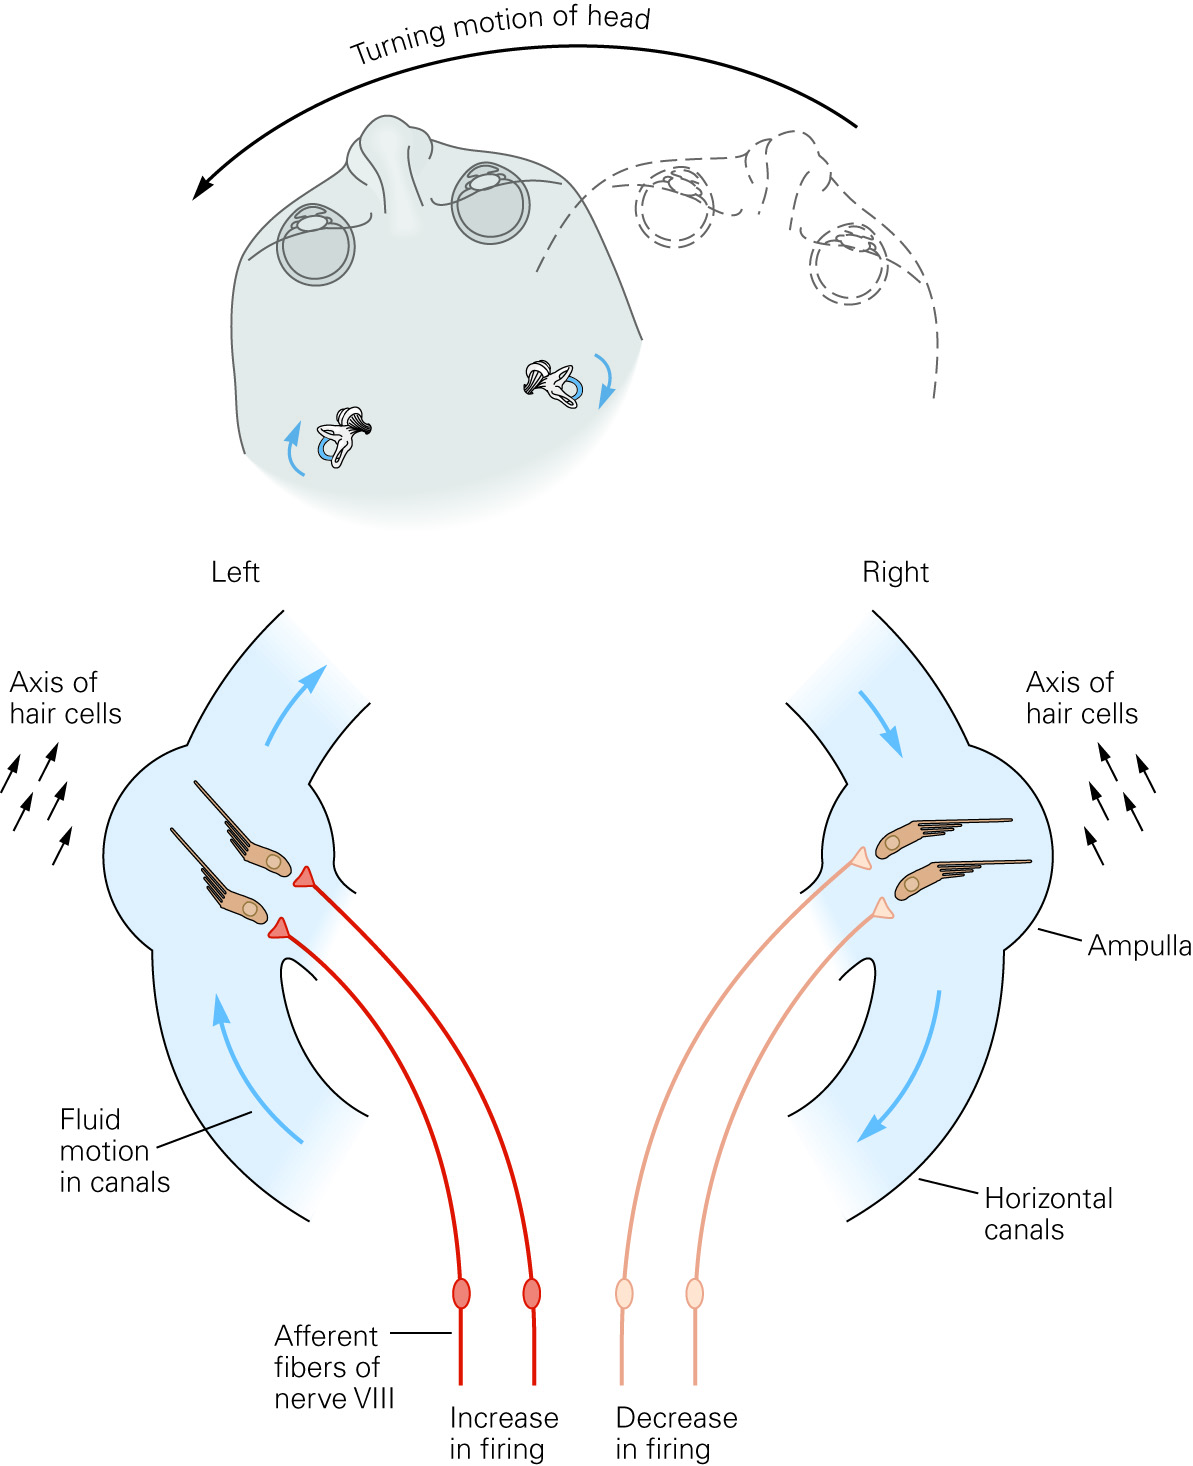 Turning motion of head
Left
Right
Axis of
hair cells
Axis of
hair cells
Ampulla
Fluid
motion
in canals
Horizontal
canals
Afferent
fibers of
nerve VIII
Increase
in firing
Decrease
in firing